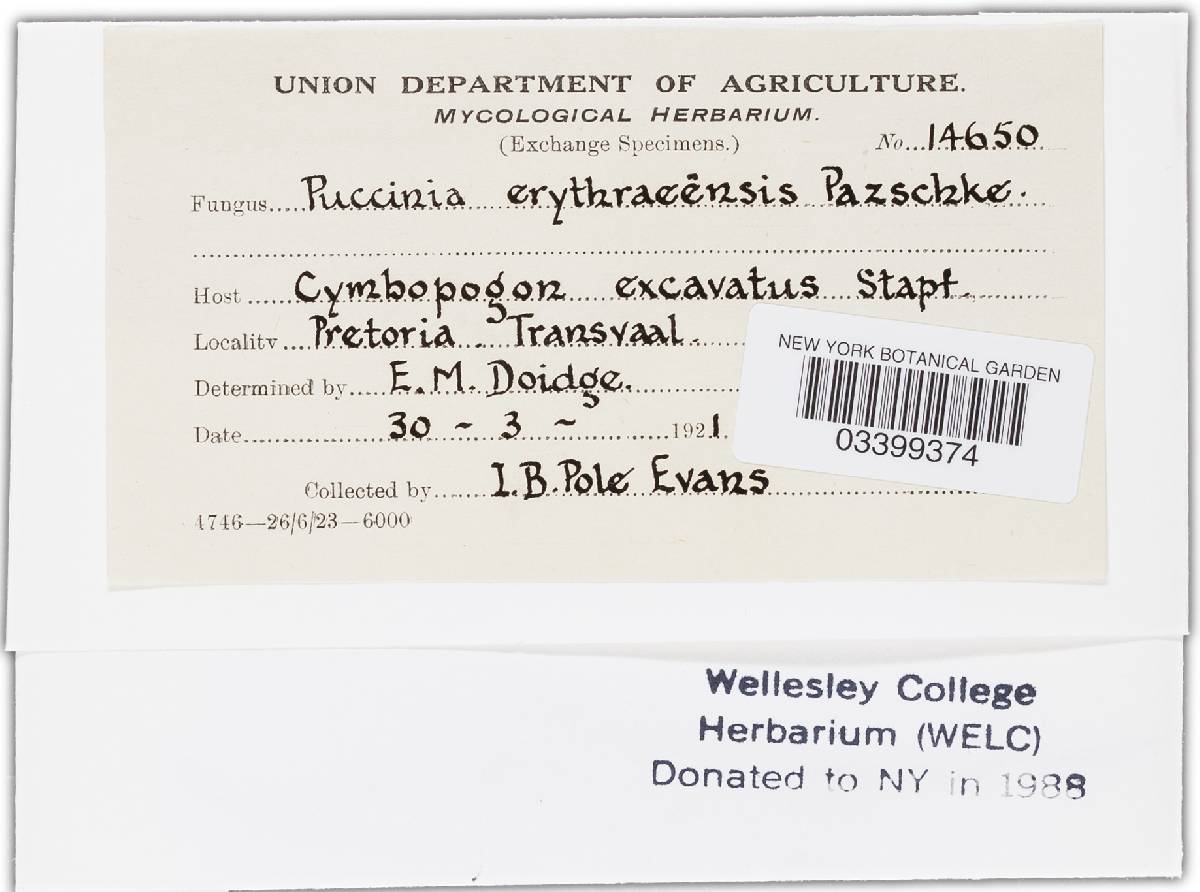 UNION DEPARTMENT OF AGRICULTURE.
MYCOLOGICAL HERBARIUM.
(Exchange Specimens.)
No. 14650
Fungus Puccinia erythraeënsis Pazschke.
Host Cymbopogon excavatus Stapf.
Locality Pretoria. Transvaal.
Determined by E. M. Doidge.
Date 30 ~ 3 ~ 1921.
Collected by I. B. Pole Evans
4746—26/6/23—6000
NEW YORK BOTANICAL GARDEN
03399374
Wellesley College
Herbarium (WELC)
Donated to NY in 1988